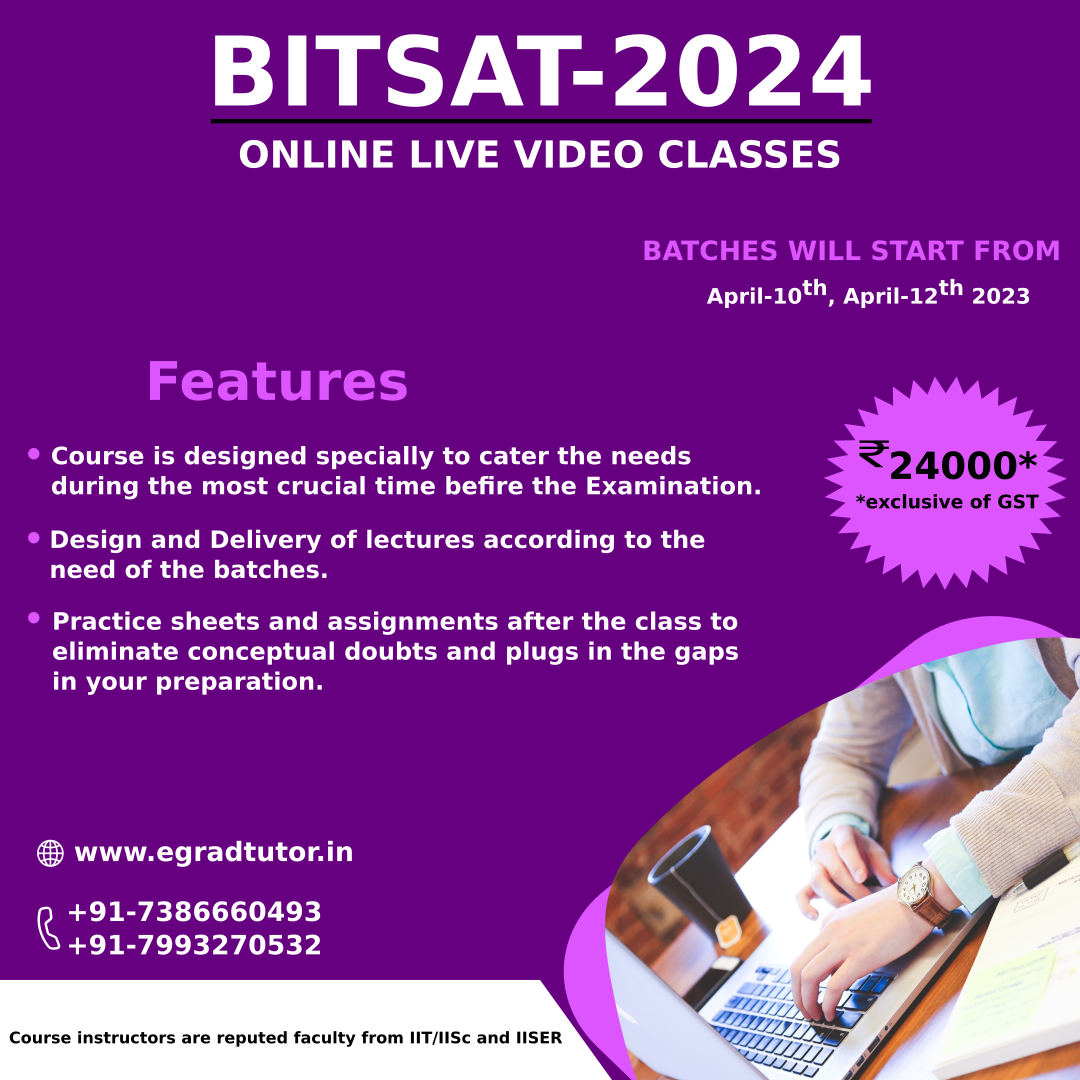 BITSAT-2024
ONLINE LIVE VIDEO CLASSES
BATCHES WILL START FROM
April-10th, April-12th 2023
Features
• Course is designed specially to cater the needs
during the most crucial time befire the Examination.
• Design and Delivery of lectures according to the
need of the batches.
• Practice sheets and assignments after the class to
eliminate conceptual doubts and plugs in the gaps
in your preparation.
₹24000*
*exclusive of GST
www.egradtutor.in
+91-7386660493
+91-7993270532
Course instructors are reputed faculty from IIT/IISc and IISER